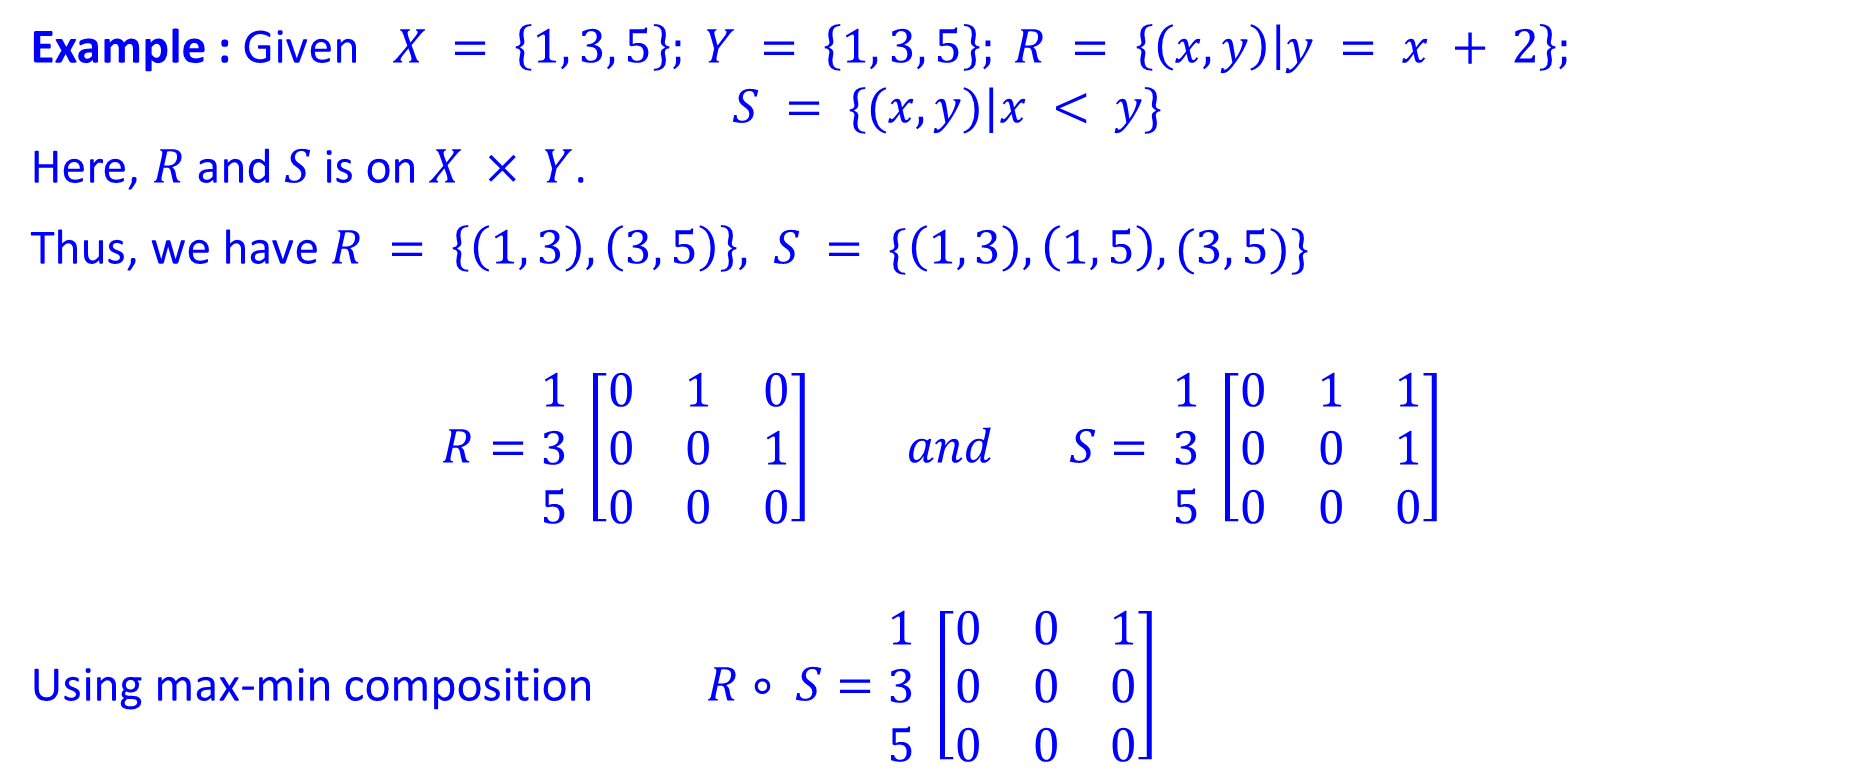 Example : Given X = {1, 3, 5}; Y = {1, 3, 5}; R = {(x, y)|y = x + 2};
S = {(x, y)|x < y}
Here, R and S is on X × Y.
Thus, we have R = {(1, 3), (3, 5)}, S = {(1, 3), (1, 5), (3, 5)}
1 [0 1 0] 1 [0 1 1]
R = 3 [0 0 1] and S = 3 [0 0 1]
5 [0 0 0] 5 [0 0 0]
1 [0 0 1]
Using max-min composition R ∘ S = 3 [0 0 0]
5 [0 0 0]